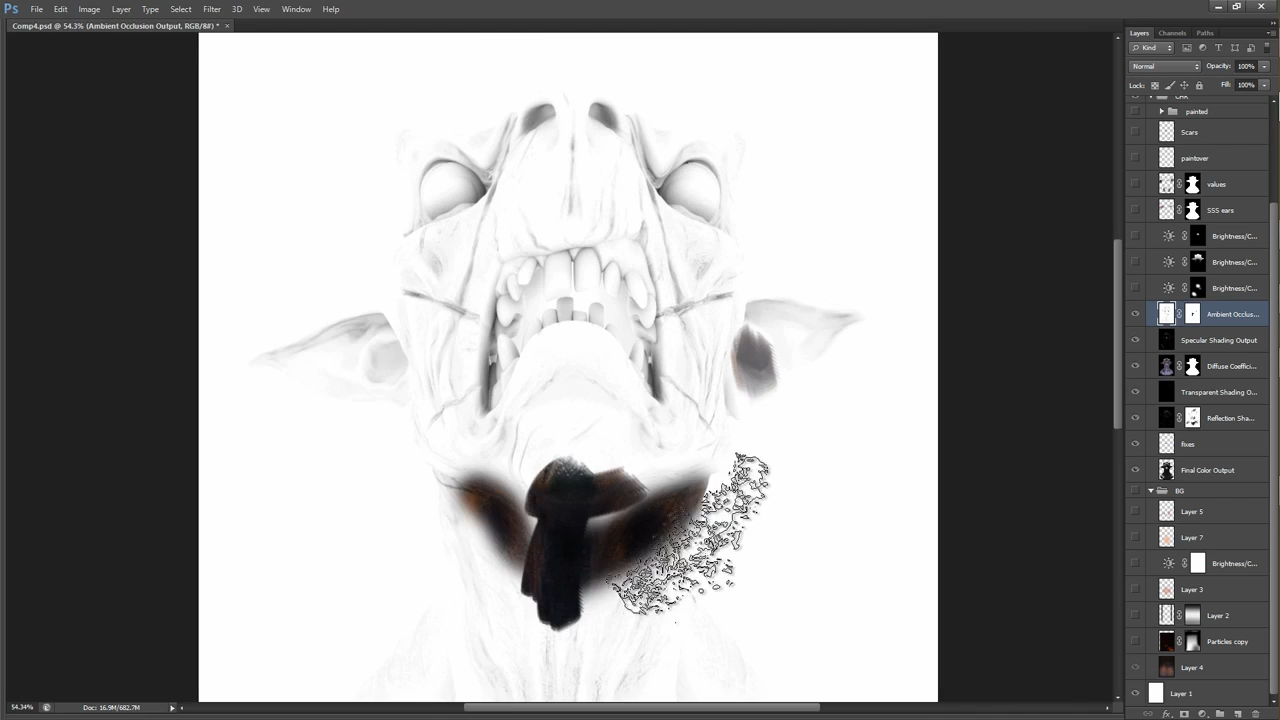 Ps File Edit Image Layer Type Select Filter 3D View Window Help
Comp4.psd @ 54.3% (Ambient Occlusion Output, RGB/8#) * ×
Layers Channels Paths
Kind
Normal Opacity: 100%
Lock: Fill: 100%
painted
Scars
paintover
values
SSS ears
Brightness/C...
Brightness/C...
Brightness/C...
Ambient Occlus...
Specular Shading Output
Diffuse Coeffici...
Transparent Shading O...
Reflection Sha...
fixes
Final Color Output
BG
Layer 5
Layer 7
Brightness/C...
Layer 3
Layer 2
Particles copy
Layer 4
Layer 1
54.34% Doc: 16.9M/682.7M